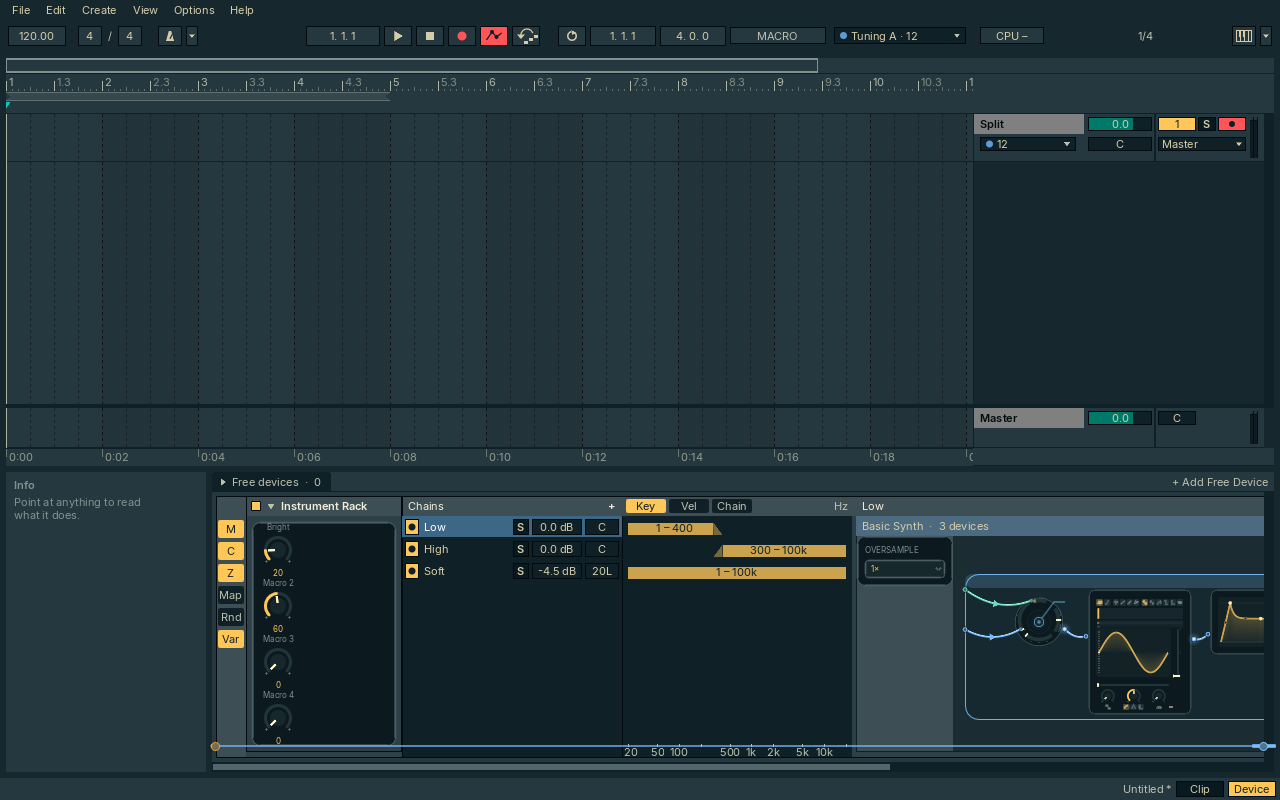 File Edit Create View Options Help
120.00 4 / 4 1. 1. 1 1. 1. 1 4. 0. 0 MACRO Tuning A · 12 CPU – 1/4
1 1.3 2 2.3 3 3.3 4 4.3 5 5.3 6 6.3 7 7.3 8 8.3 9 9.3 10 10.3 1
Split 0.0 1 S
12 C Master
Master 0.0 C
0:00 0:02 0:04 0:06 0:08 0:10 0:12 0:14 0:16 0:18
Info
Point at anything to read
what it does.
Free devices · 0 + Add Free Device
Instrument Rack Chains + Key Vel Chain Hz Low
M Bright Low S 0.0 dB C 1 – 400 Basic Synth · 3 devices
C High S 0.0 dB C 300 – 100k OVERSAMPLE
Z 20 Soft S -4.5 dB 20L 1 – 100k 1×
Macro 2
Map
Rnd
60
Var Macro 3
0
Macro 4
0
20 50 100 500 1k 2k 5k 10k
Untitled * Clip Device